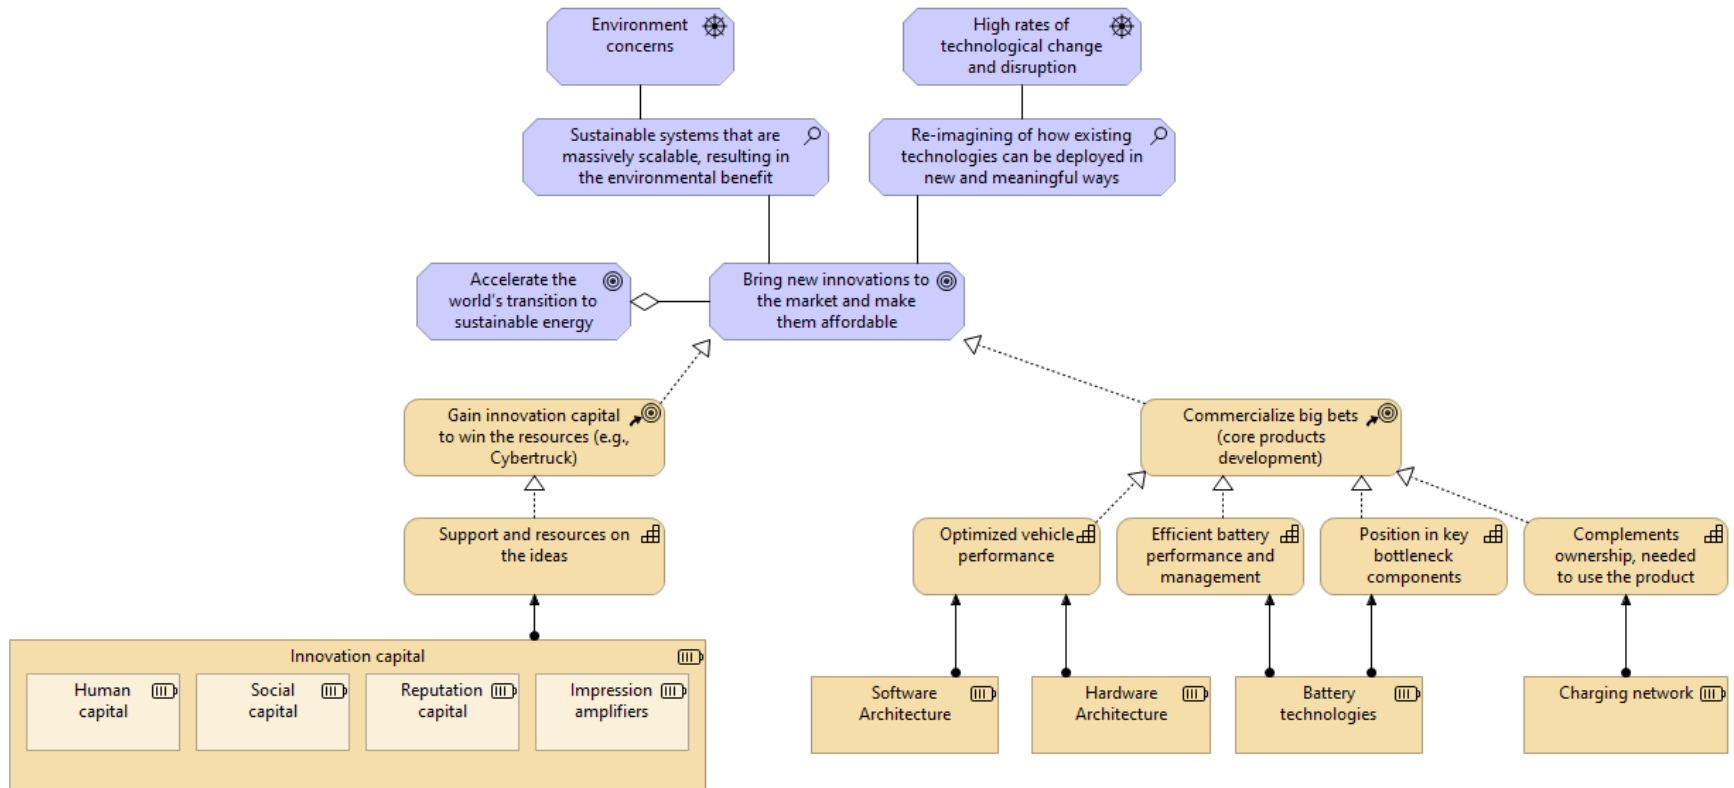 Environment
concerns
High rates of
technological change
and disruption
Sustainable systems that are
massively scalable, resulting in
the environmental benefit
Re-imagining of how existing
technologies can be deployed in
new and meaningful ways
Accelerate the
world's transition to
sustainable energy
Bring new innovations to
the market and make
them affordable
Gain innovation capital
to win the resources (e.g.,
Cybertruck)
Commercialize big bets
(core products
development)
Support and resources on
the ideas
Optimized vehicle
performance
Efficient battery
performance and
management
Position in key
bottleneck
components
Complements
ownership, needed
to use the product
Innovation capital
Human
capital
Social
capital
Reputation
capital
Impression
amplifiers
Software
Architecture
Hardware
Architecture
Battery
technologies
Charging network